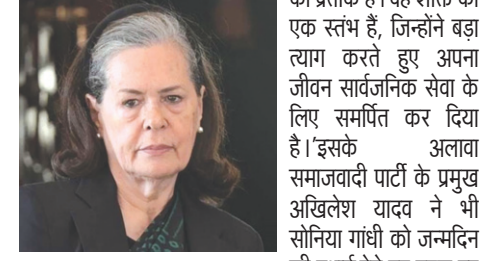 का प्रतीक हैं। वह शक्ति का
एक स्तंभ हैं, जिन्होंने बड़ा
त्याग करते हुए अपना
जीवन सार्वजनिक सेवा के
लिए समर्पित कर दिया
है।'इसके अलावा
समाजवादी पार्टी के प्रमुख
अखिलेश यादव ने भी
सोनिया गांधी को जन्मदिन